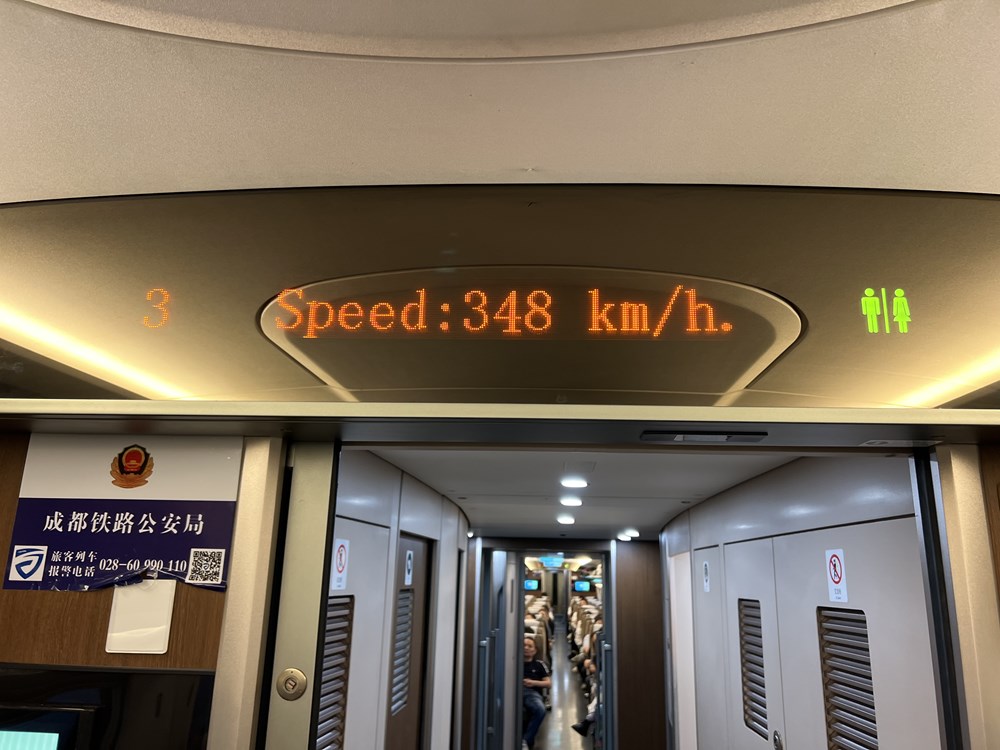 3
Speed:348 km/h.
成都铁路公安局
旅客列车
报警电话 028-60 990 110